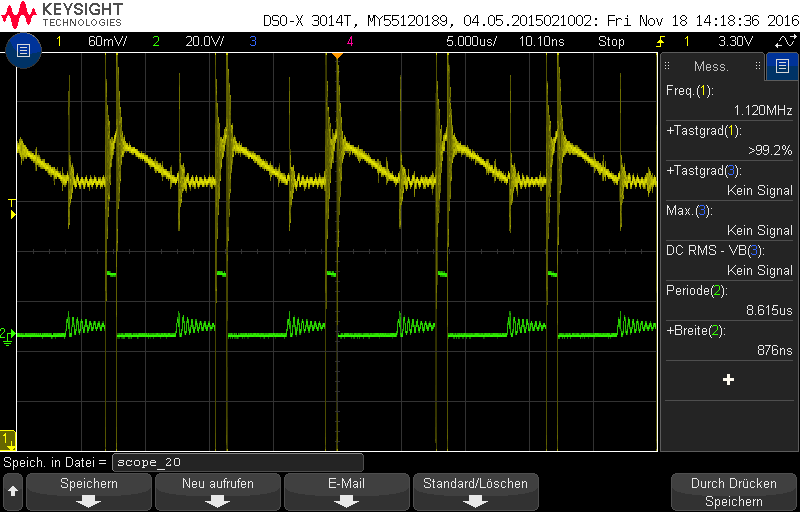 KEYSIGHT
TECHNOLOGIES
DSO-X 3014T, MY55120189, 04.05.2015021002: Fri Nov 18 14:18:36 2016
1 60mV/ 2 20.0V/ 3 4 5.000us/ 10.10ns Stop 1 3.30V
Mess.
Freq.(1):
1.120MHz
+Tastgrad(1):
>99.2%
+Tastgrad(3):
Kein Signal
Max.(3):
Kein Signal
DC RMS - VB(3):
Kein Signal
Periode(2):
8.615us
+Breite(2):
876ns
T
2
1
Speich. in Datei = scope_20
Speichern
Neu aufrufen
E-Mail
Standard/Löschen
Durch Drücken
Speichern